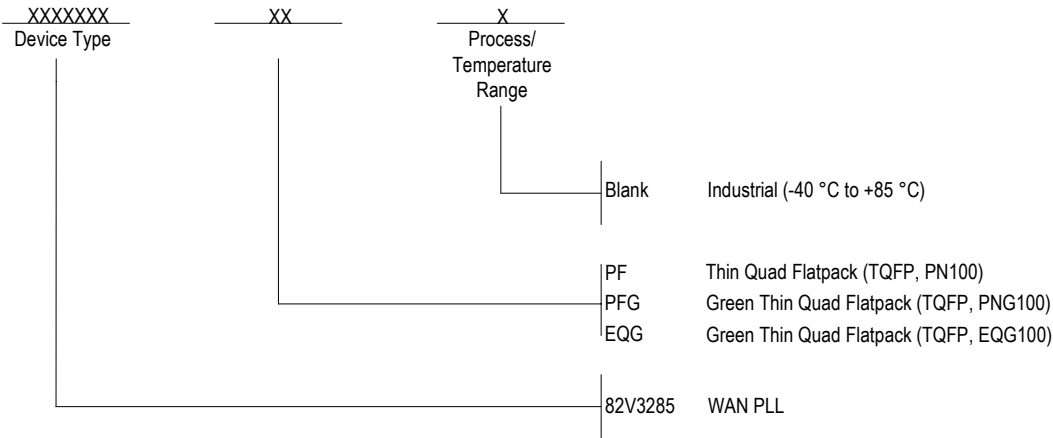 XXXXXXX XX X
Device Type Process/
Temperature
Range
Blank Industrial (-40 °C to +85 °C)
PF Thin Quad Flatpack (TQFP, PN100)
PFG Green Thin Quad Flatpack (TQFP, PNG100)
EQG Green Thin Quad Flatpack (TQFP, EQG100)
82V3285 WAN PLL